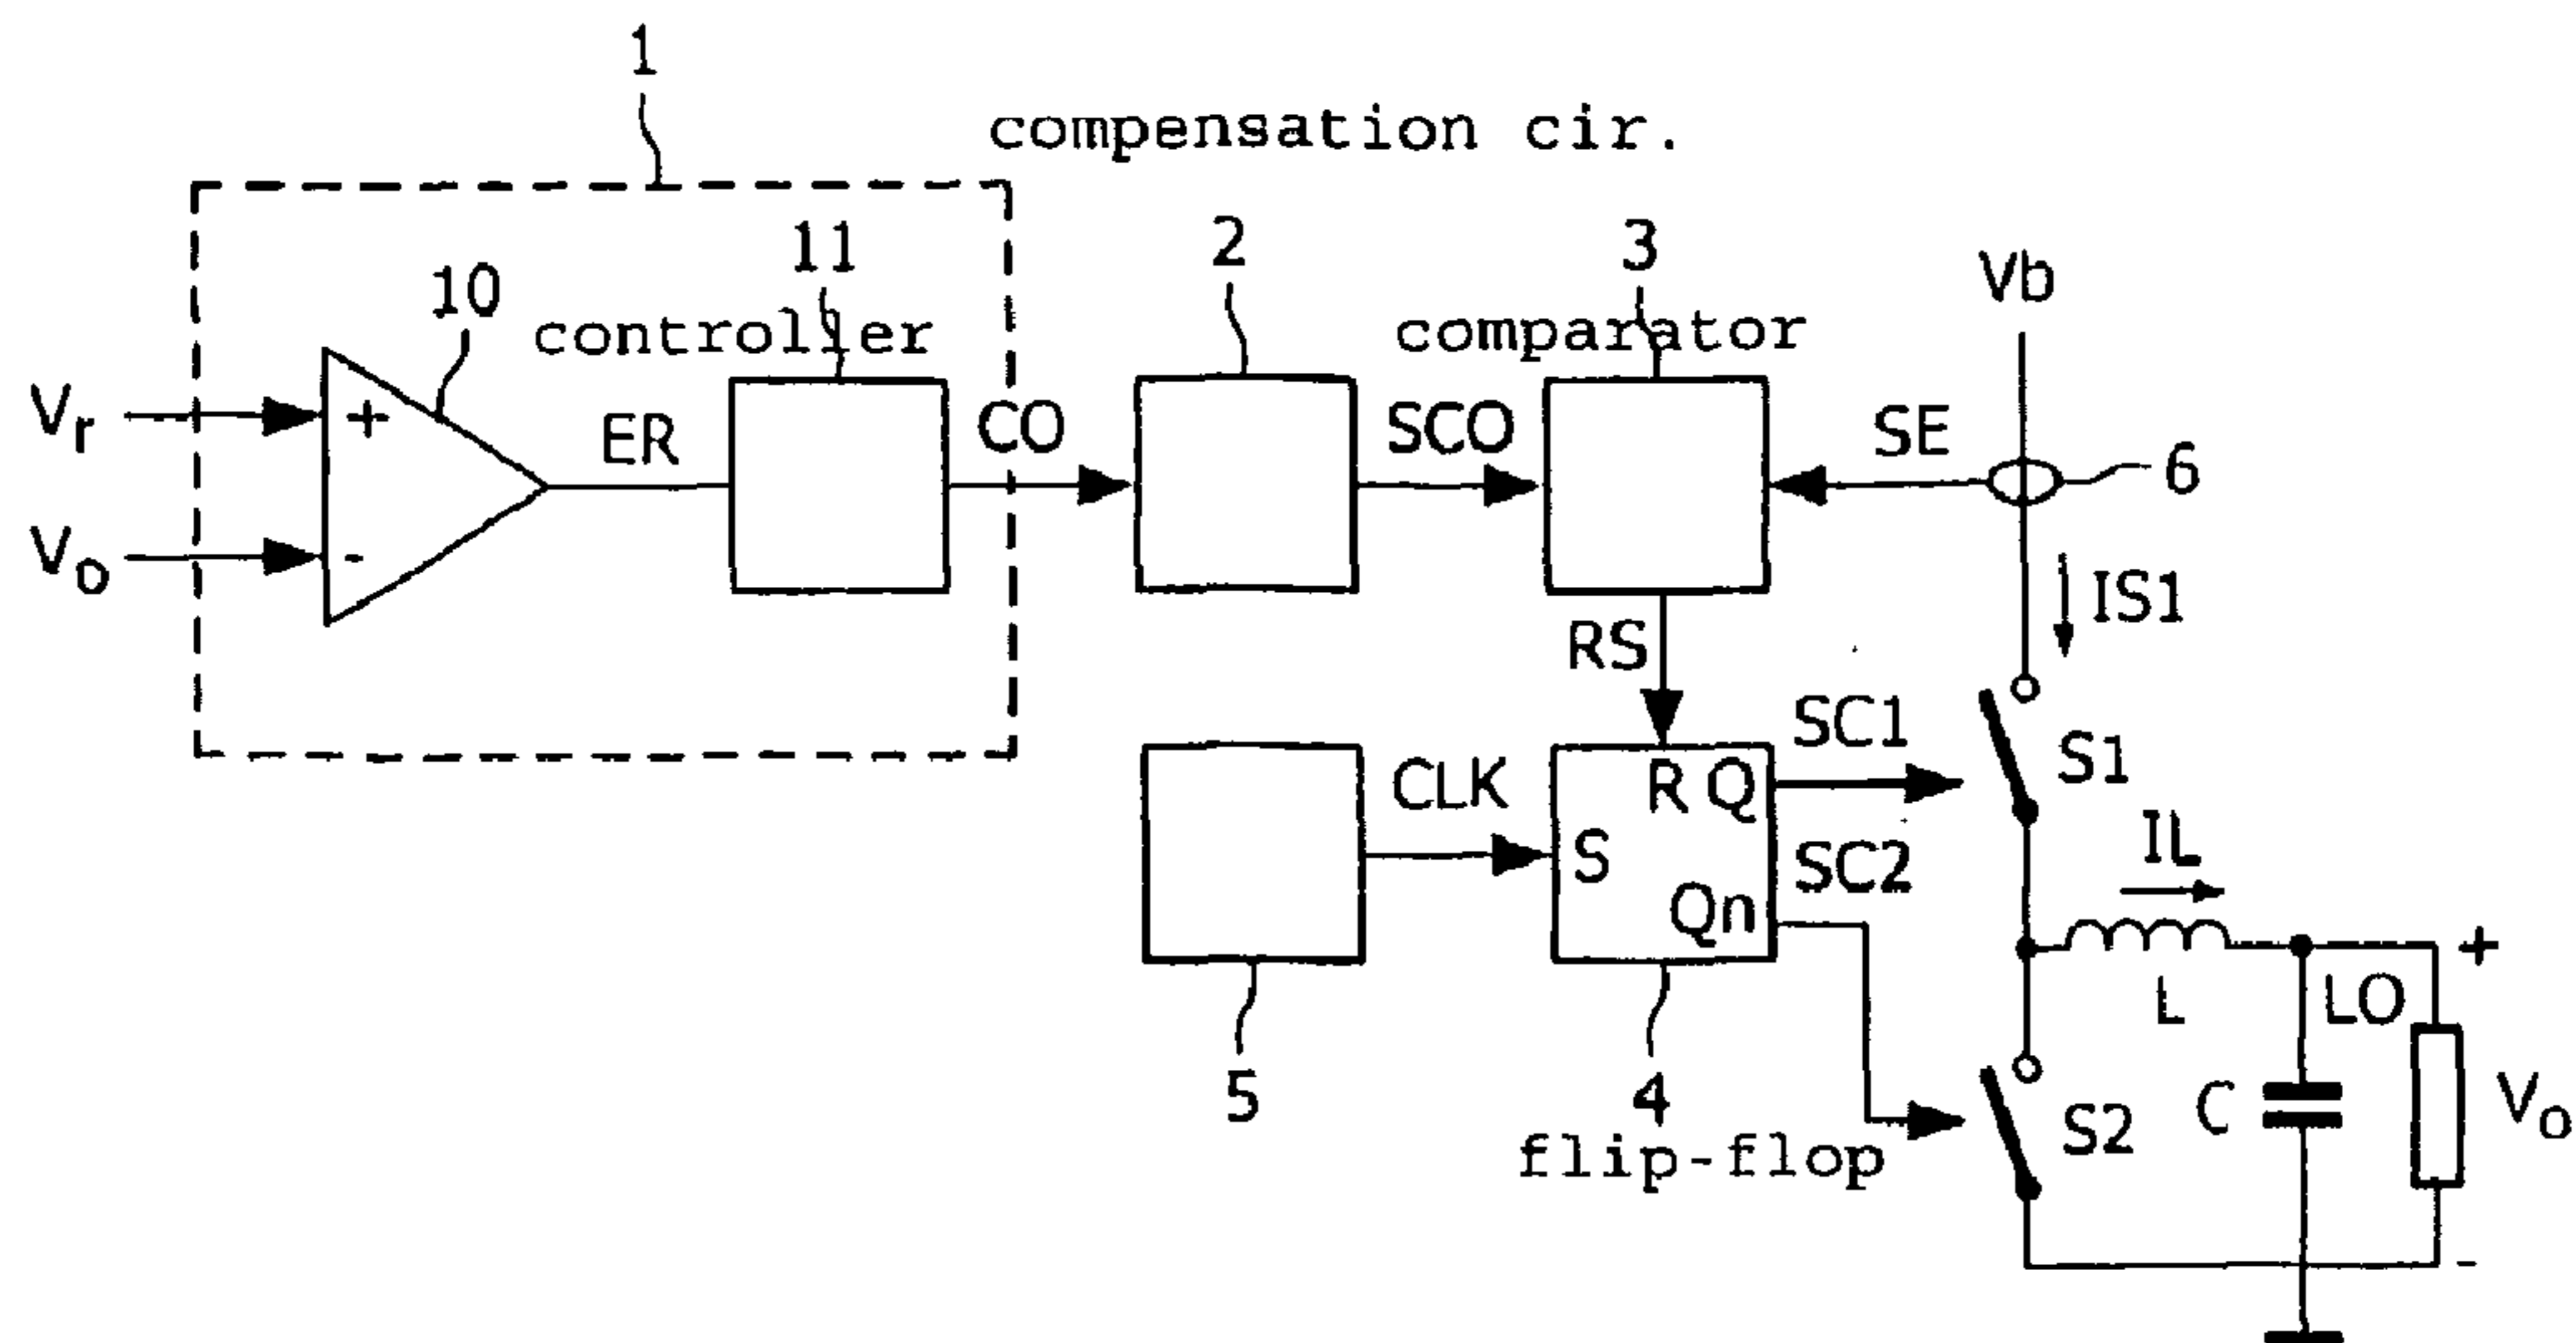 1
compensation cir.
10
controller
11
2
comparator
3
Vb
Vr
+
ER
CO
SCO
SE
6
Vo
-
IS1
RS
SC1
S1
CLK
R Q
S
SC2
Qn
IL
+
L
LO
5
4
flip-flop
S2
C
Vo
-